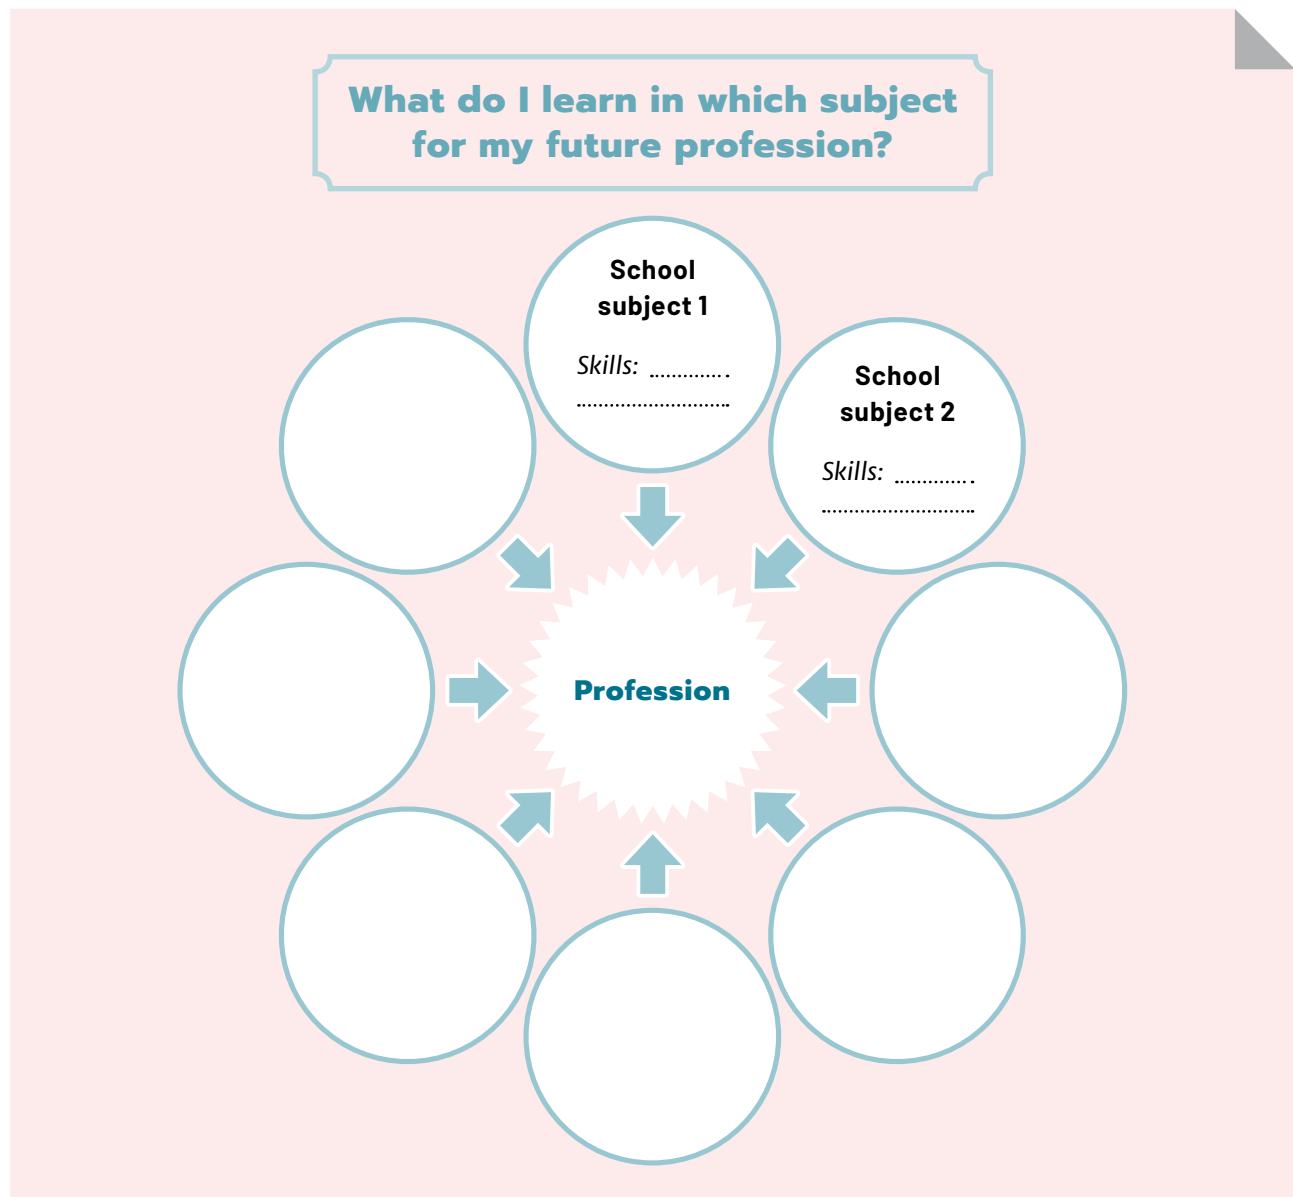 What do I learn in which subject
for my future profession?
School
subject 1
Skills: ..............
............................
School
subject 2
Skills: ..............
............................
Profession